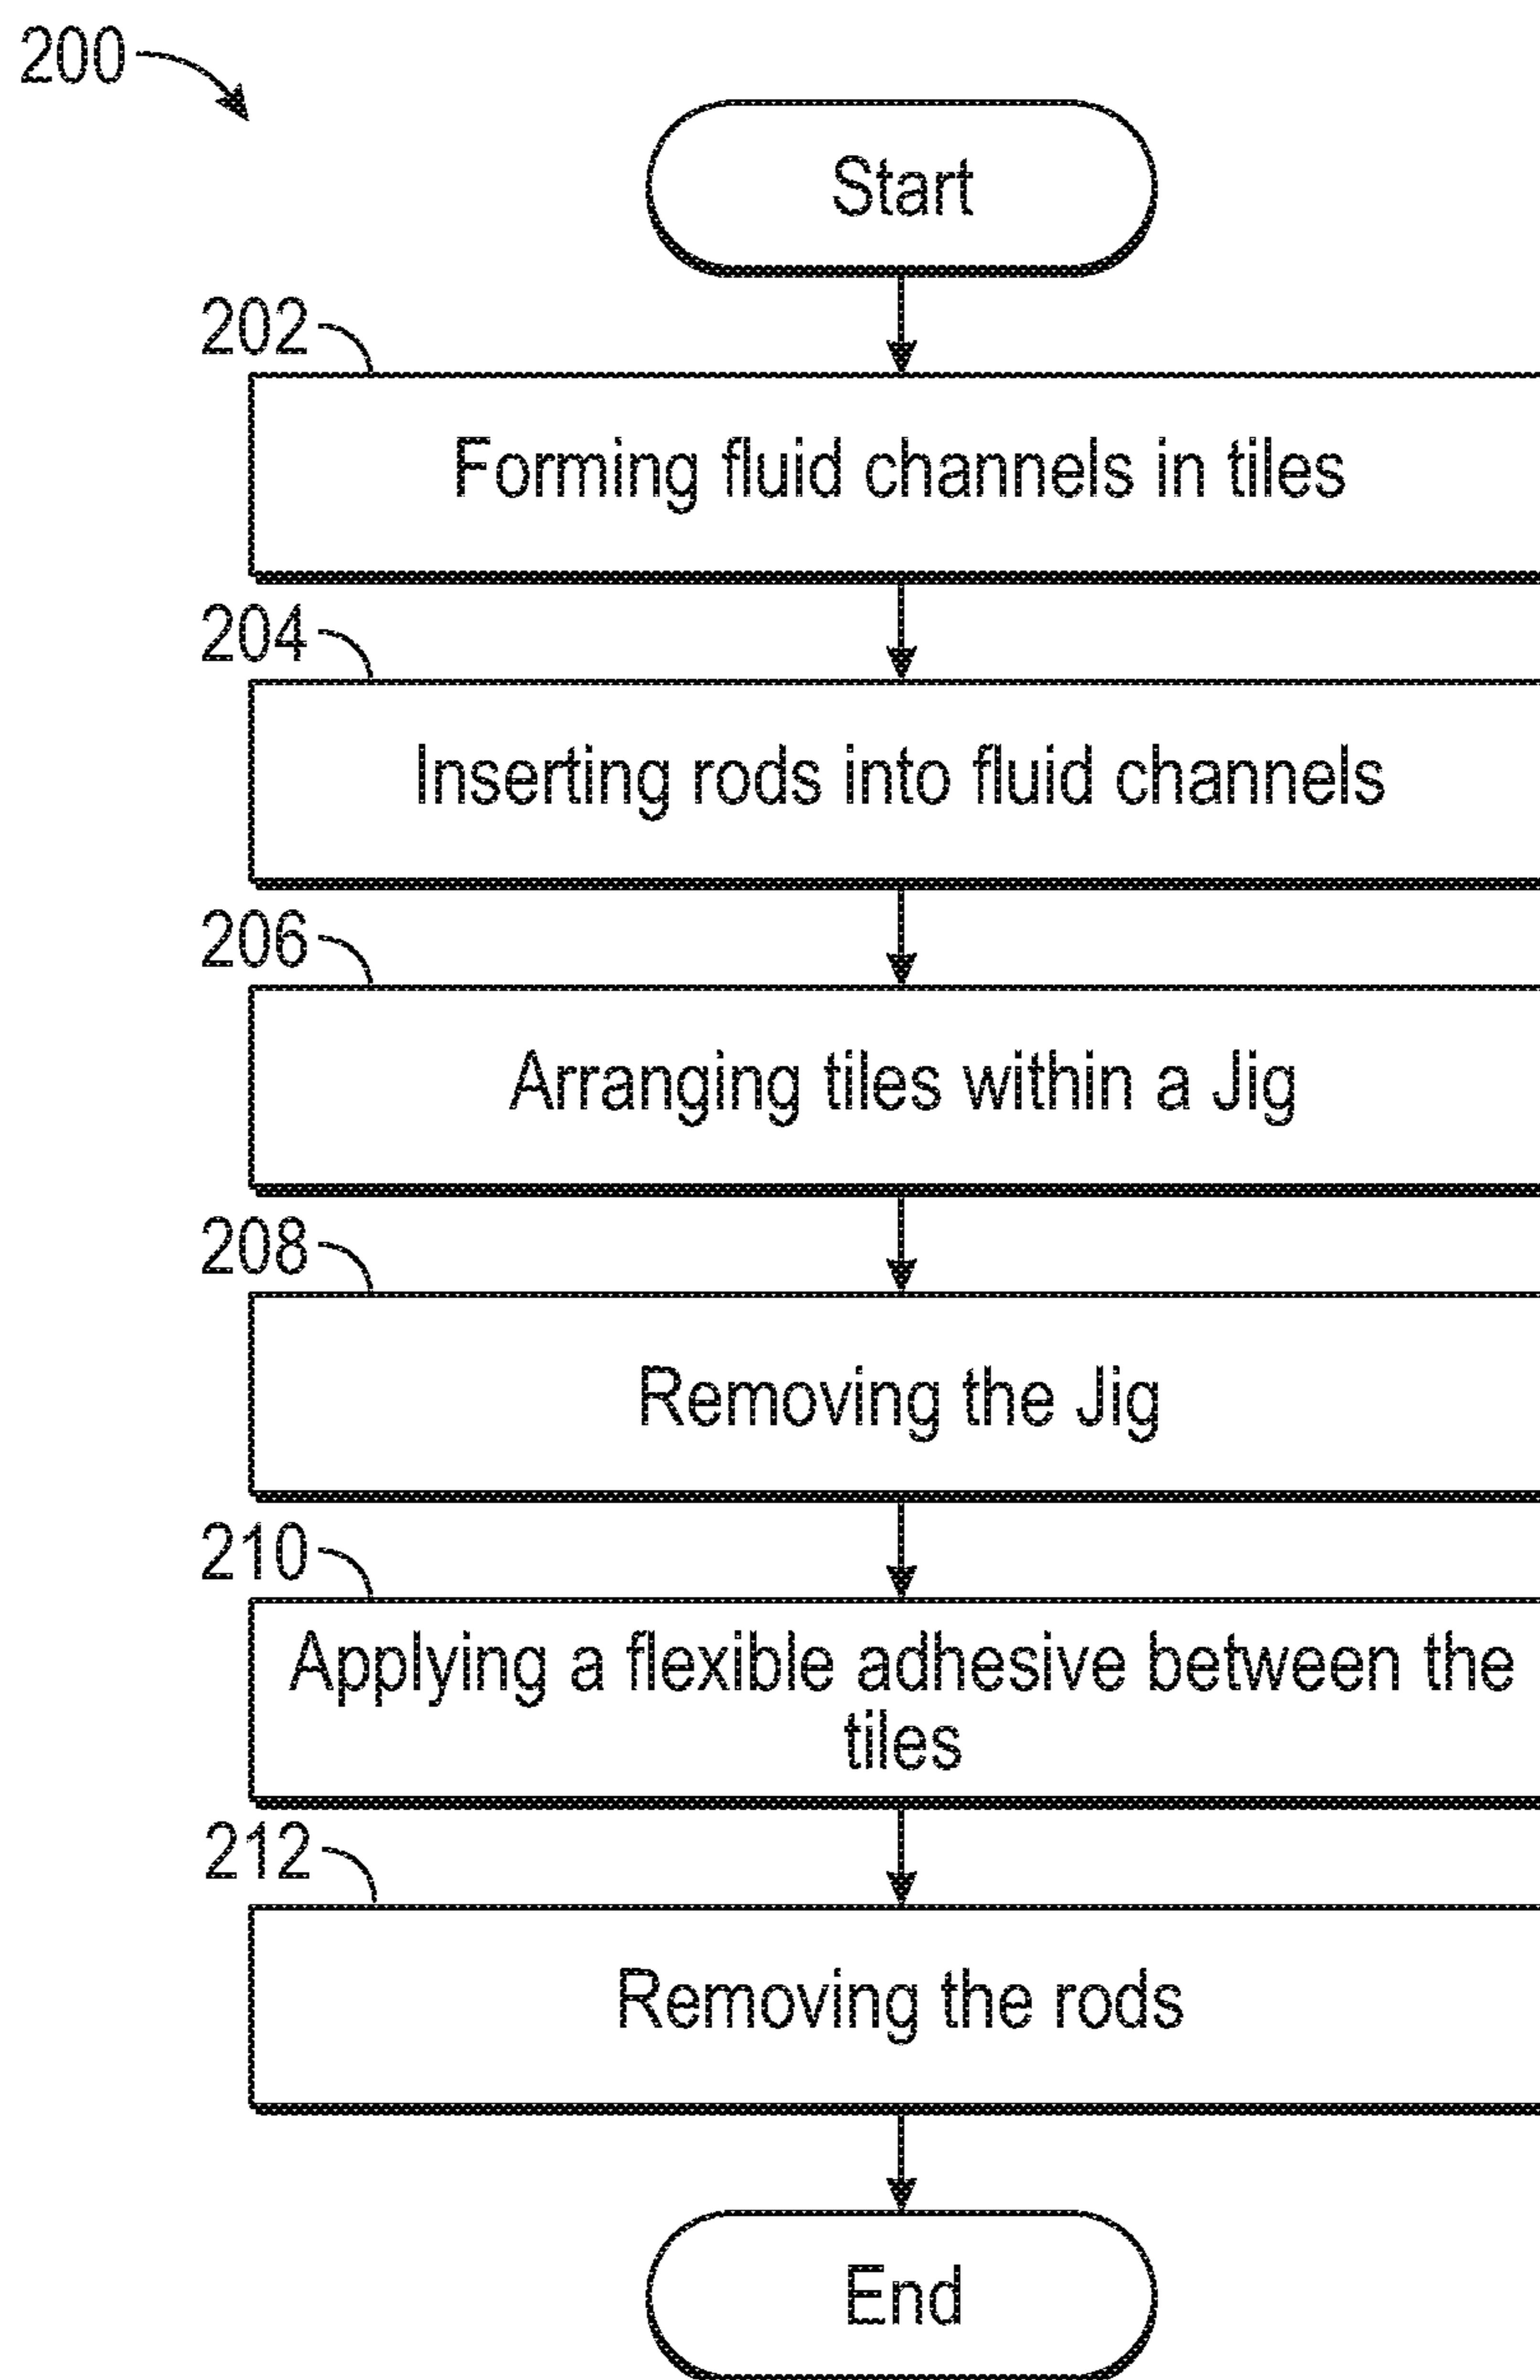 200
Start
202
Forming fluid channels in tiles
204
Inserting rods into fluid channels
206
Arranging tiles within a Jig
208
Removing the Jig
210
Applying a flexible adhesive between the
tiles
212
Removing the rods
End